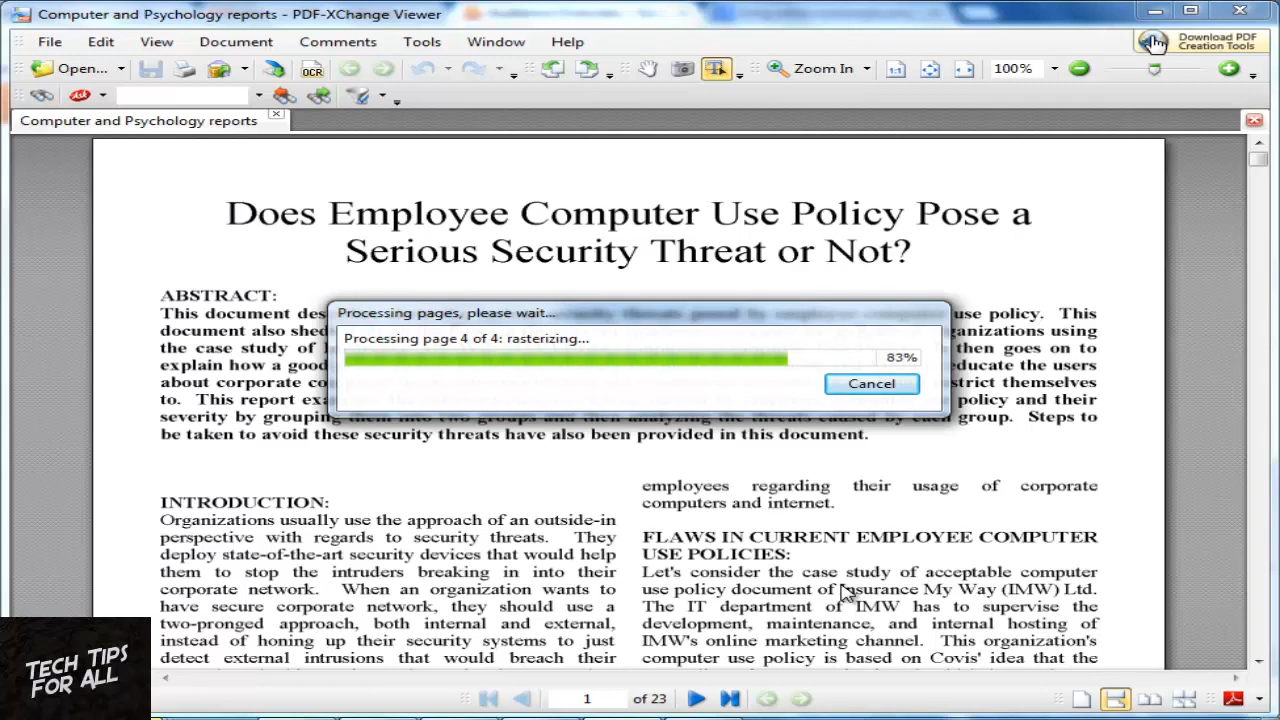 Computer and Psychology reports - PDF-XChange Viewer
File Edit View Document Comments Tools Window Help
Download PDF
Creation Tools
Open... OCR Zoom In 100%
Ask
Computer and Psychology reports
Does Employee Computer Use Policy Pose a
Serious Security Threat or Not?
ABSTRACT:
This document des use policy. This
document also shed ganizations using
the case study of then goes on to
explain how a good educate the users
about corporate strict themselves
to. This report policy and their
severity by grouping them into two groups and then analyzing the threats caused by each group. Steps to
be taken to avoid these security threats have also been provided in this document.
Processing pages, please wait...
Processing page 4 of 4: rasterizing...
83%
Cancel
INTRODUCTION:
Organizations usually use the approach of an outside-in
perspective with regards to security threats. They
deploy state-of-the-art security devices that would help
them to stop the intruders breaking in into their
corporate network. When an organization wants to
have secure corporate network, they should use a
two-pronged approach, both internal and external,
instead of honing up their security systems to just
detect external intrusions that would breach their
employees regarding their usage of corporate
computers and internet.
FLAWS IN CURRENT EMPLOYEE COMPUTER
USE POLICIES:
Let's consider the case study of acceptable computer
use policy document of Insurance My Way (IMW) Ltd.
The IT department of IMW has to supervise the
development, maintenance, and internal hosting of
IMW's online marketing channel. This organization's
computer use policy is based on Covis' idea that the
TECH TIPS
FOR ALL
1 of 23